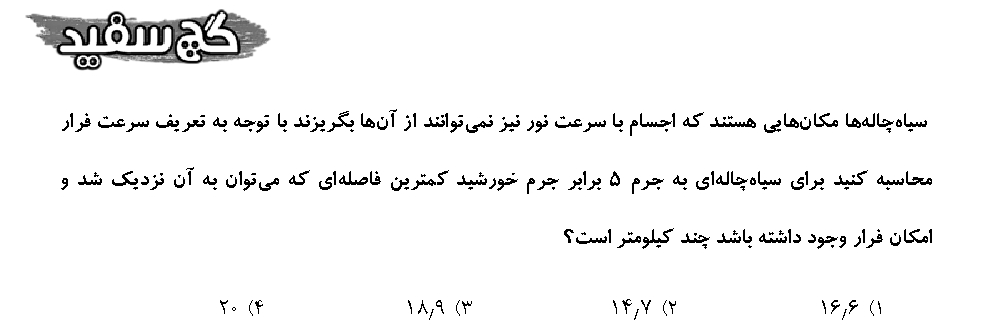 گچ سفید
سیاه‌چاله‌ها مکان‌هایی هستند که اجسام با سرعت نور نیز نمی‌توانند از آن‌ها بگریزند با توجه به تعریف سرعت فرار
محاسبه کنید برای سیاه‌چاله‌ای به جرم ۵ برابر جرم خورشید کمترین فاصله‌ای که می‌توان به آن نزدیک شد و
امکان فرار وجود داشته باشد چند کیلومتر است؟
۱) ۱۶٫۶ ۲) ۱۴٫۷ ۳) ۱۸٫۹ ۴) ۲۰